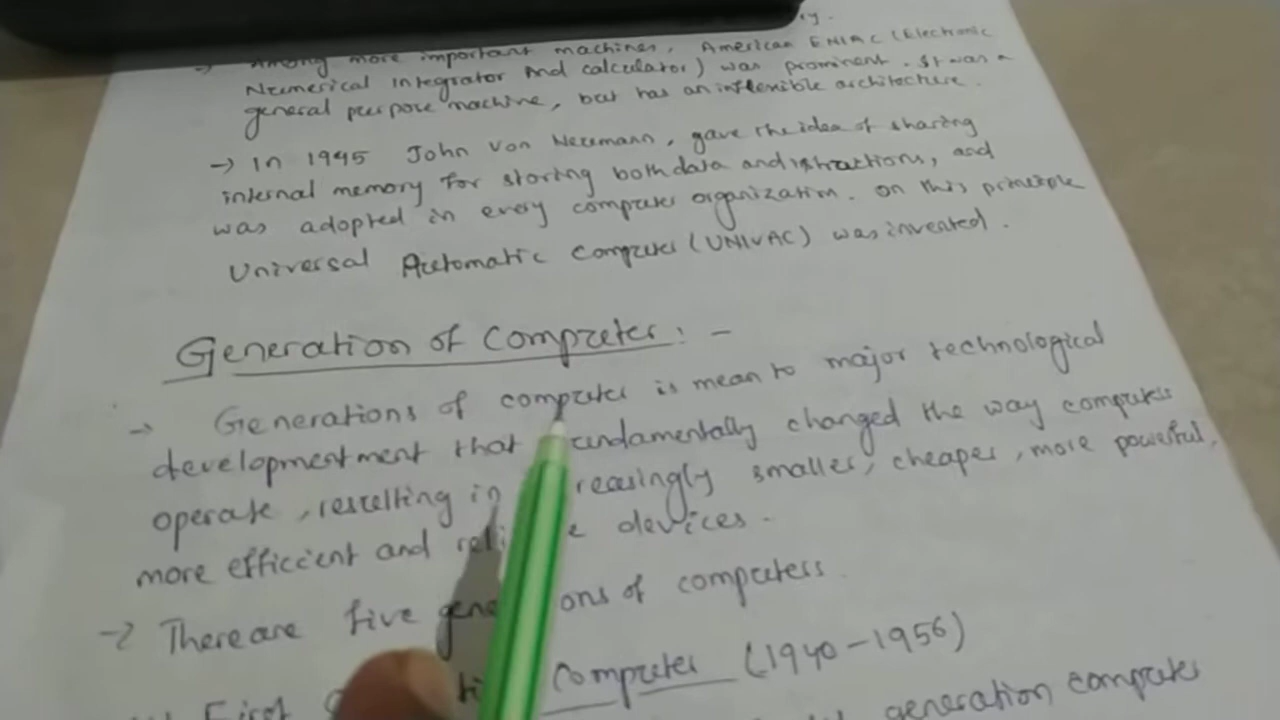 → Among more important machines, American ENIAC (Electronic
Numerical Integrator And calculator) was prominent. It was a
general purpose machine, but has an inflexible architecture.
→ In 1945 John Von Neumann, gave the idea of sharing
internal memory for storing both data and instractions, and
was adopted in every computer organization. On this principle
Universal Automatic Computer (UNIVAC) was invented.
Generation of Computer: -
→ Generations of computer is mean to major technological
developmentment that fundamentally changed the way computers
operate, resulting in increasingly smaller, cheaper, more powerful,
more efficient and reliable devices.
→ There are five generations of computers.
First Computer (1940-1956)
generation computer